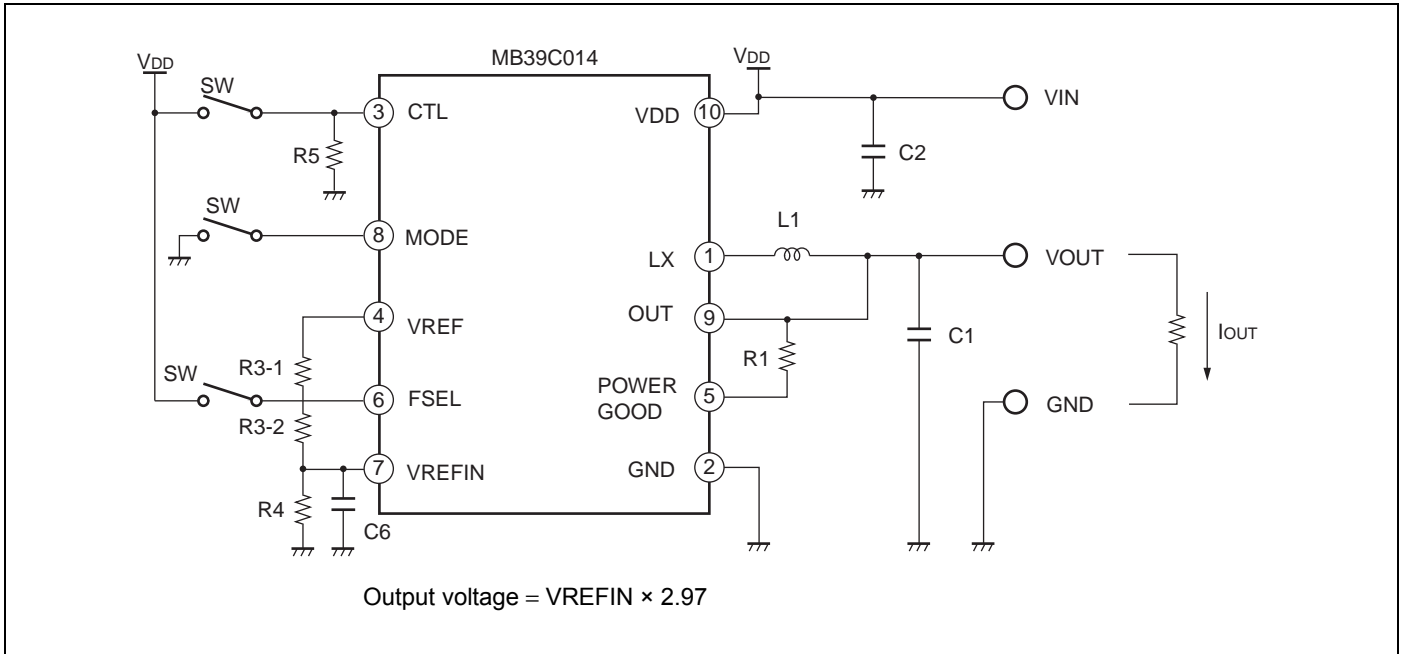 MB39C014
VDD
VDD
SW
3
CTL
VDD
10
VIN
R5
C2
SW
8
MODE
L1
LX
1
VOUT
4
VREF
OUT
9
C1
IOUT
R3-1
R1
SW
6
FSEL
POWER
GOOD
5
GND
R3-2
7
VREFIN
GND
2
R4
C6
Output voltage = VREFIN × 2.97